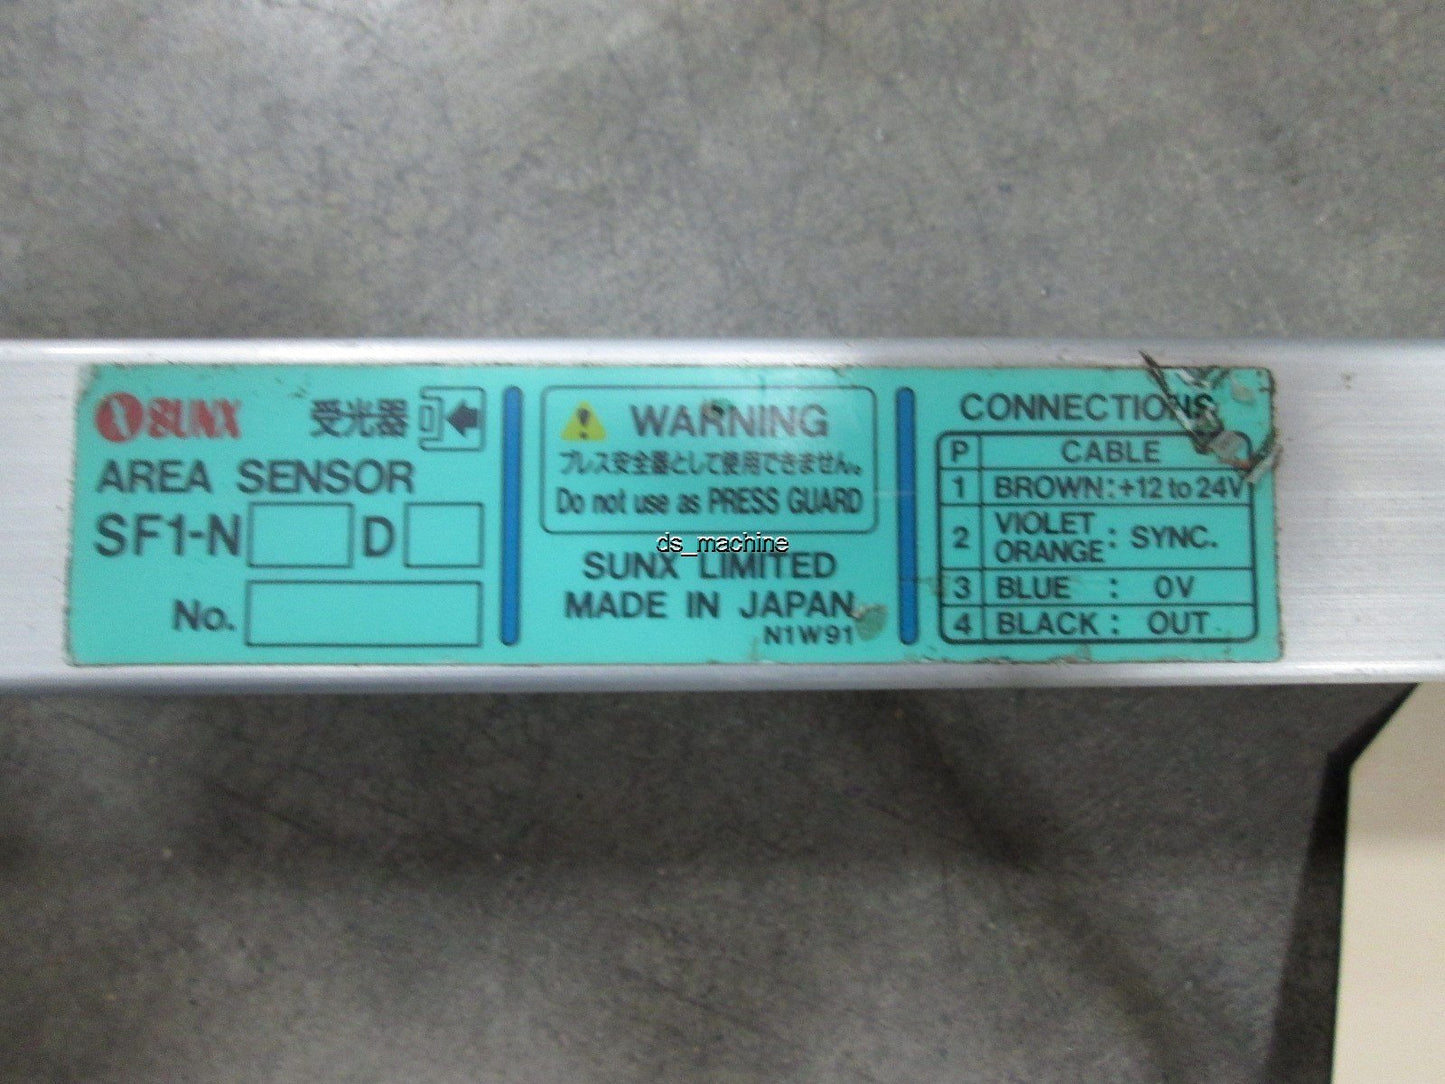 SUNX 受光器
AREA SENSOR
SF1-N D
No.
WARNING
プレス安全器として使用できません。
Do not use as PRESS GUARD
ds_machine
SUNX LIMITED
MADE IN JAPAN
N1W91
CONNECTIONS
P CABLE
1 BROWN:+12 to 24V
2 VIOLET ORANGE: SYNC.
3 BLUE : 0V
4 BLACK : OUT